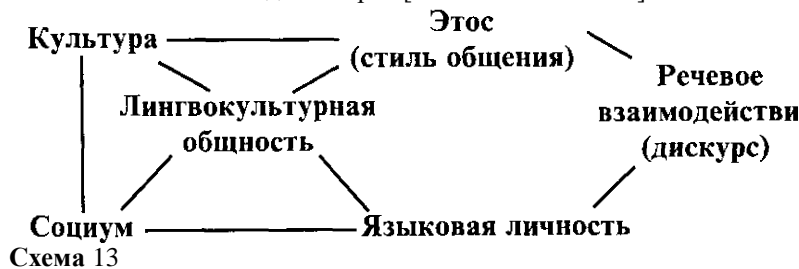 Культура
Этос
(стиль общения)
Лингвокультурная
общность
Речевое
взаимодействи
(дискурс)
Социум
Языковая личность
Схема 13